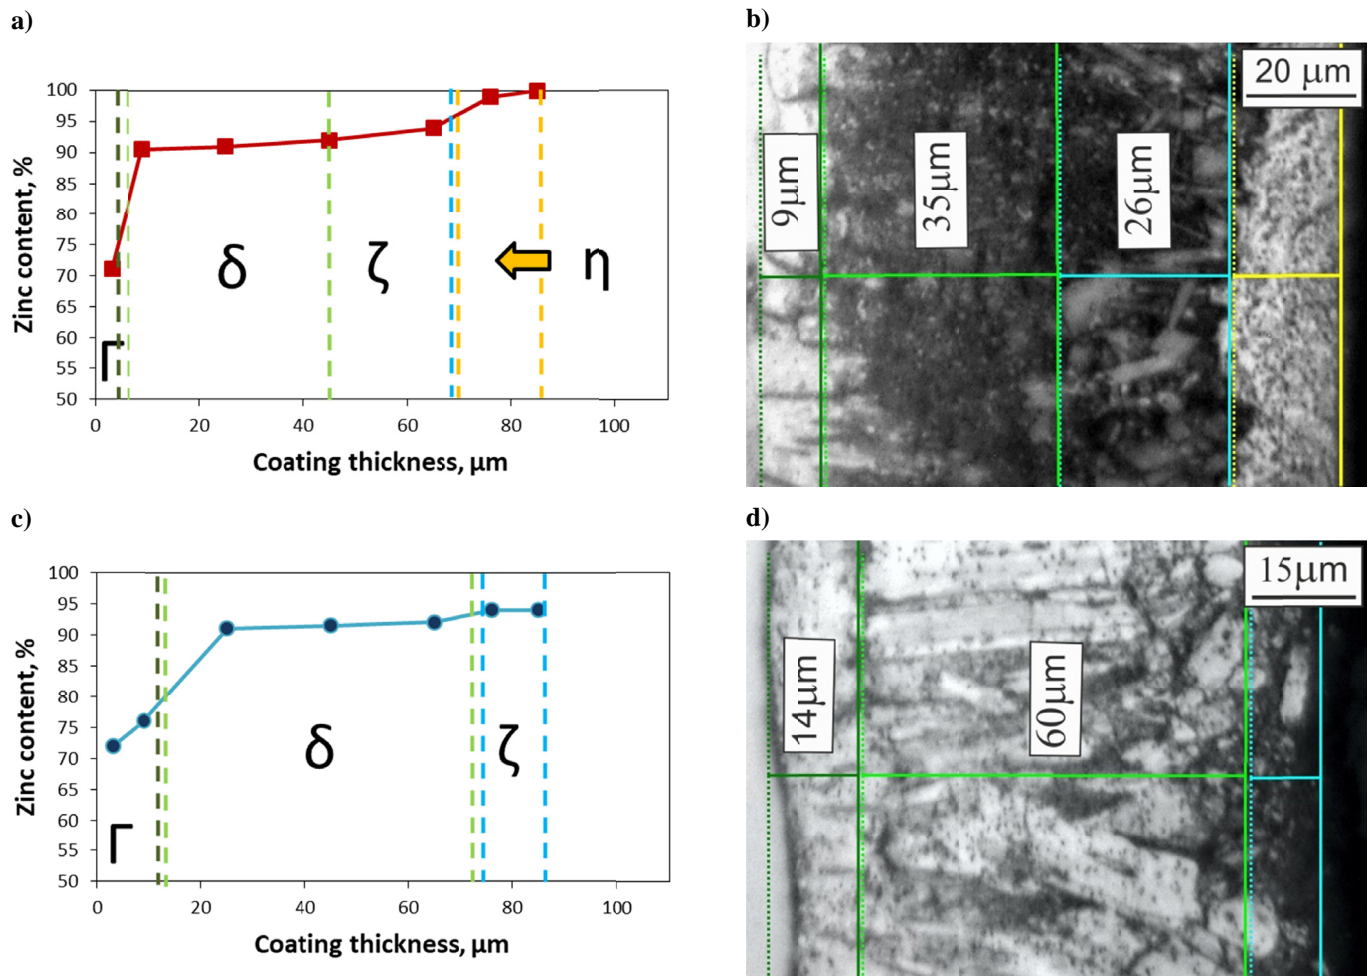 a)
Zinc content, %
100
95
90
85
80
75
70
65
60
55
50
Γ
δ
ζ
η
0 20 40 60 80 100
Coating thickness, µm
b)
20 µm
9µm
35µm
26µm
c)
Zinc content, %
100
95
90
85
80
75
70
65
60
55
50
Γ
δ
ζ
0 20 40 60 80 100
Coating thickness, µm
d)
15µm
14µm
60µm